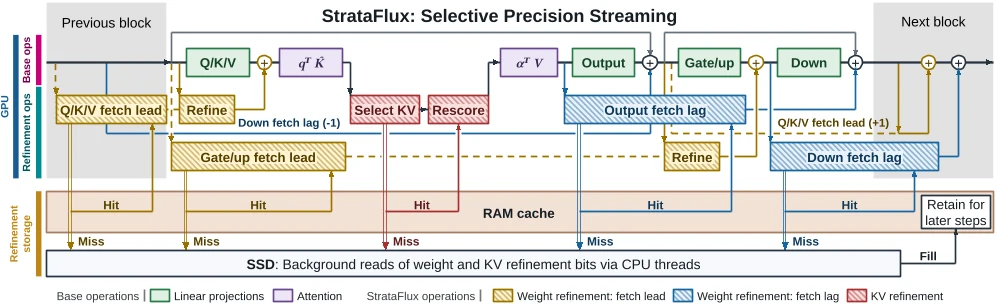 StrataFlux: Selective Precision Streaming
Previous block
Next block
GPU
Base ops
Refinement ops
Q/K/V
+
qᵀ K̂
αᵀ V
Output
+
Gate/up
+
Down
+
+
+
Q/K/V fetch lead
Refine
Select KV
Rescore
Output fetch lag
Down fetch lag (-1)
Q/K/V fetch lead (+1)
Gate/up fetch lead
Refine
Down fetch lag
Refinement
storage
Hit
Hit
Hit
Hit
Hit
RAM cache
Retain for
later steps
Miss
Miss
Miss
Miss
Miss
Fill
SSD: Background reads of weight and KV refinement bits via CPU threads
Base operations
Linear projections
Attention
StrataFlux operations
Weight refinement: fetch lead
Weight refinement: fetch lag
KV refinement